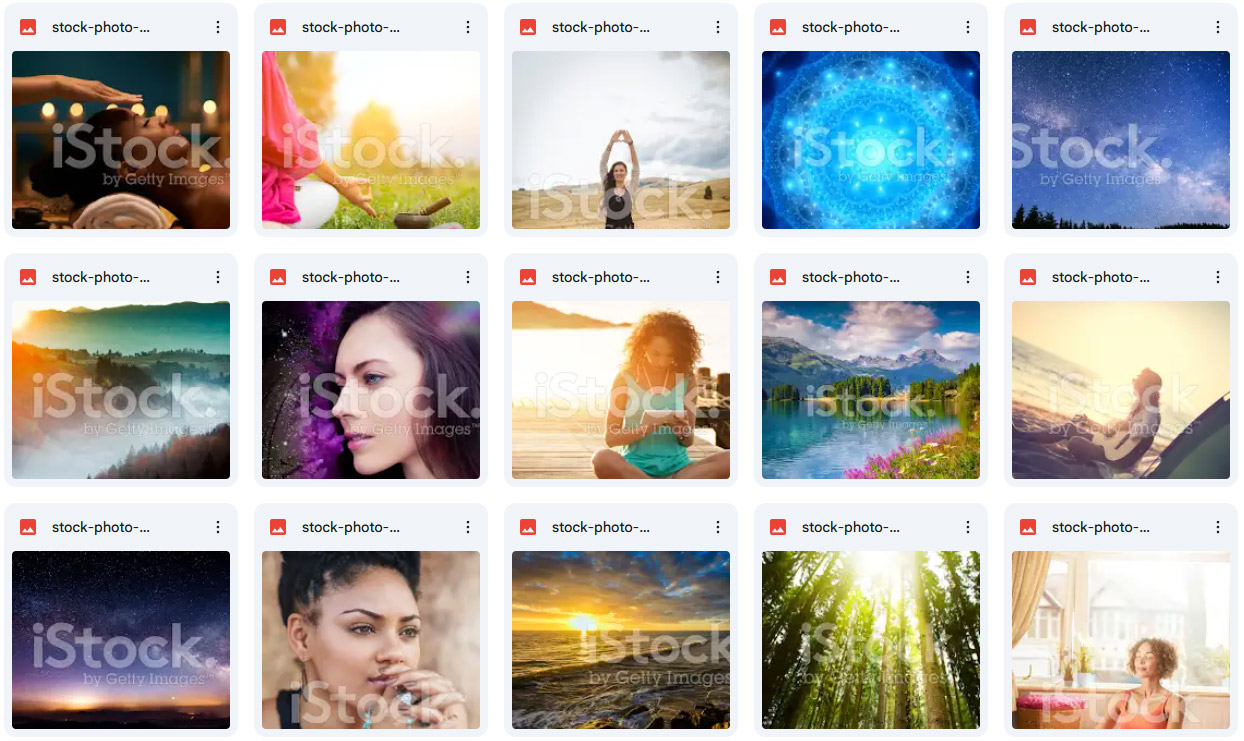 stock-photo-... stock-photo-... stock-photo-... stock-photo-... stock-photo-...
iStock. iStock. iStock. iStock. iStock.
by Getty Images™ by Getty Images™ by Getty Images by Getty Images
stock-photo-... stock-photo-... stock-photo-... stock-photo-... stock-photo-...
iStock. iStock. iStock. iStock. iStock.
by Getty Images by Getty Images™ by Getty Images by Getty Images by Getty Images
stock-photo-... stock-photo-... stock-photo-... stock-photo-... stock-photo-...
iStock. iStock. iStock. iStock. iStock.
by Getty Images™ by Getty Images by Getty Images